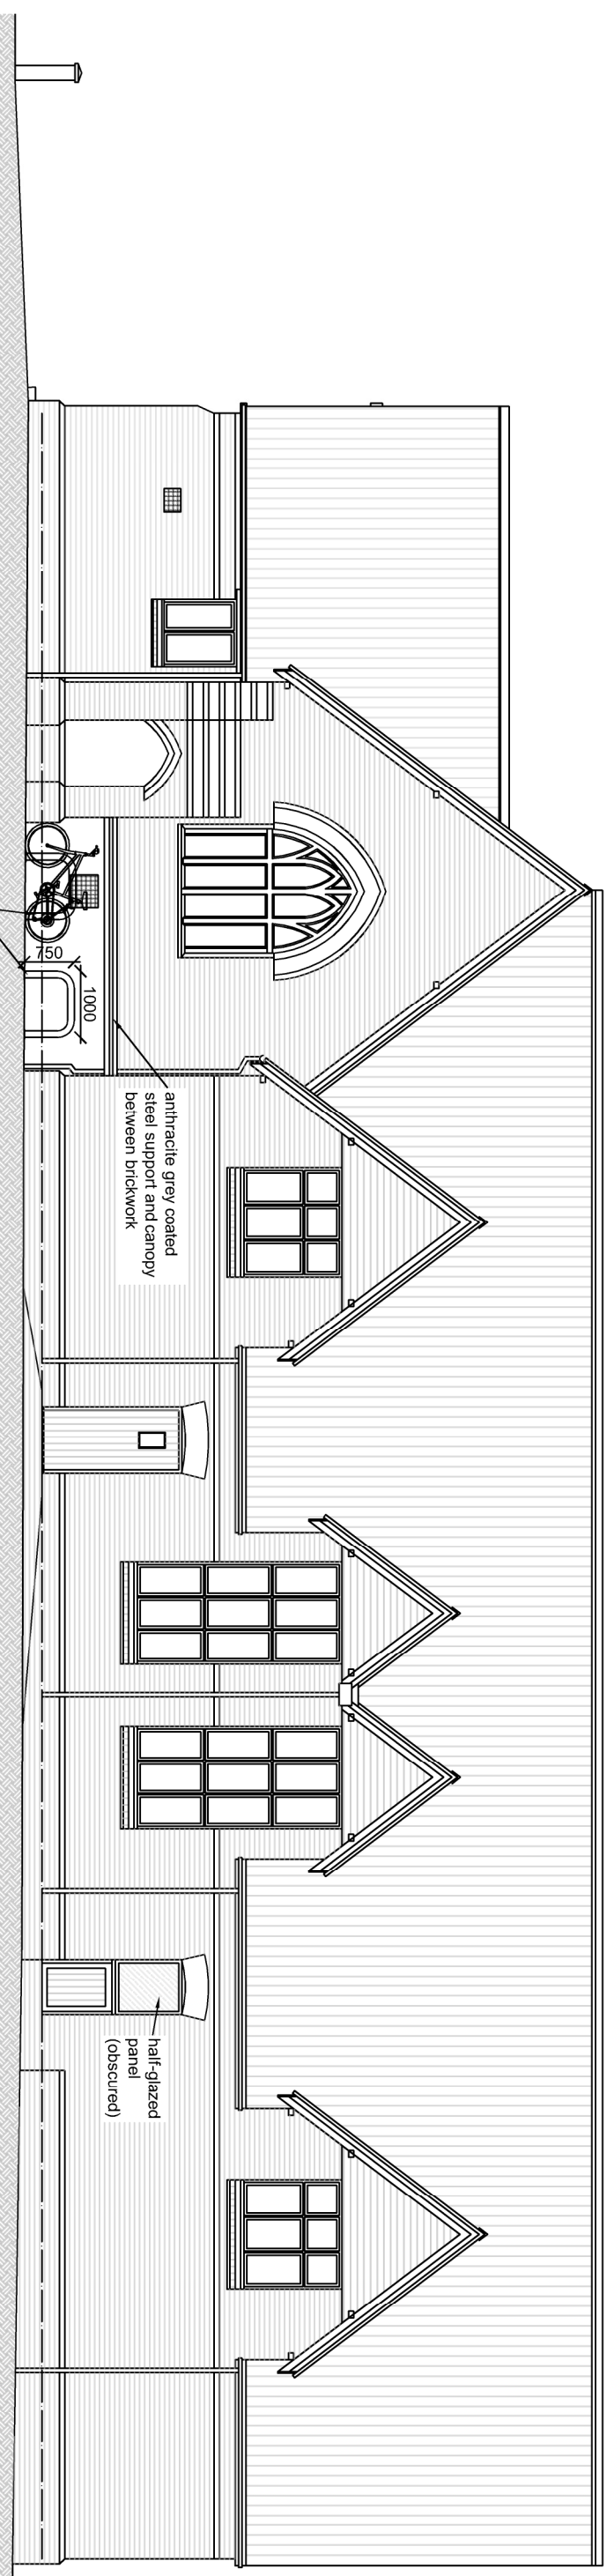 750
1000
anthracite grey coated
steel support and canopy
between brickwork
half-glazed
panel
(obscured)